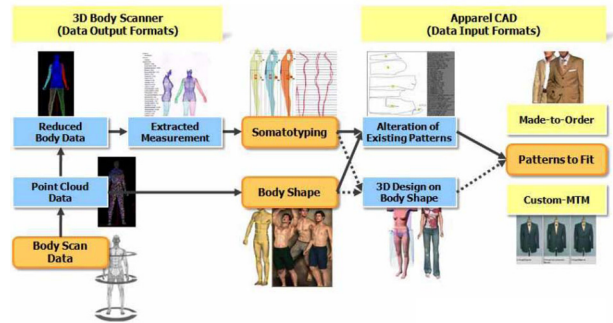 3D Body Scanner
(Data Output Formats)
Apparel CAD
(Data Input Formats)
Reduced
Body Data
Extracted
Measurement
Somatotyping
Alteration of
Existing Patterns
Made-to-Order
Patterns to Fit
Point Cloud
Data
Body Shape
3D Design on
Body Shape
Custom-MTM
Body Scan
Data